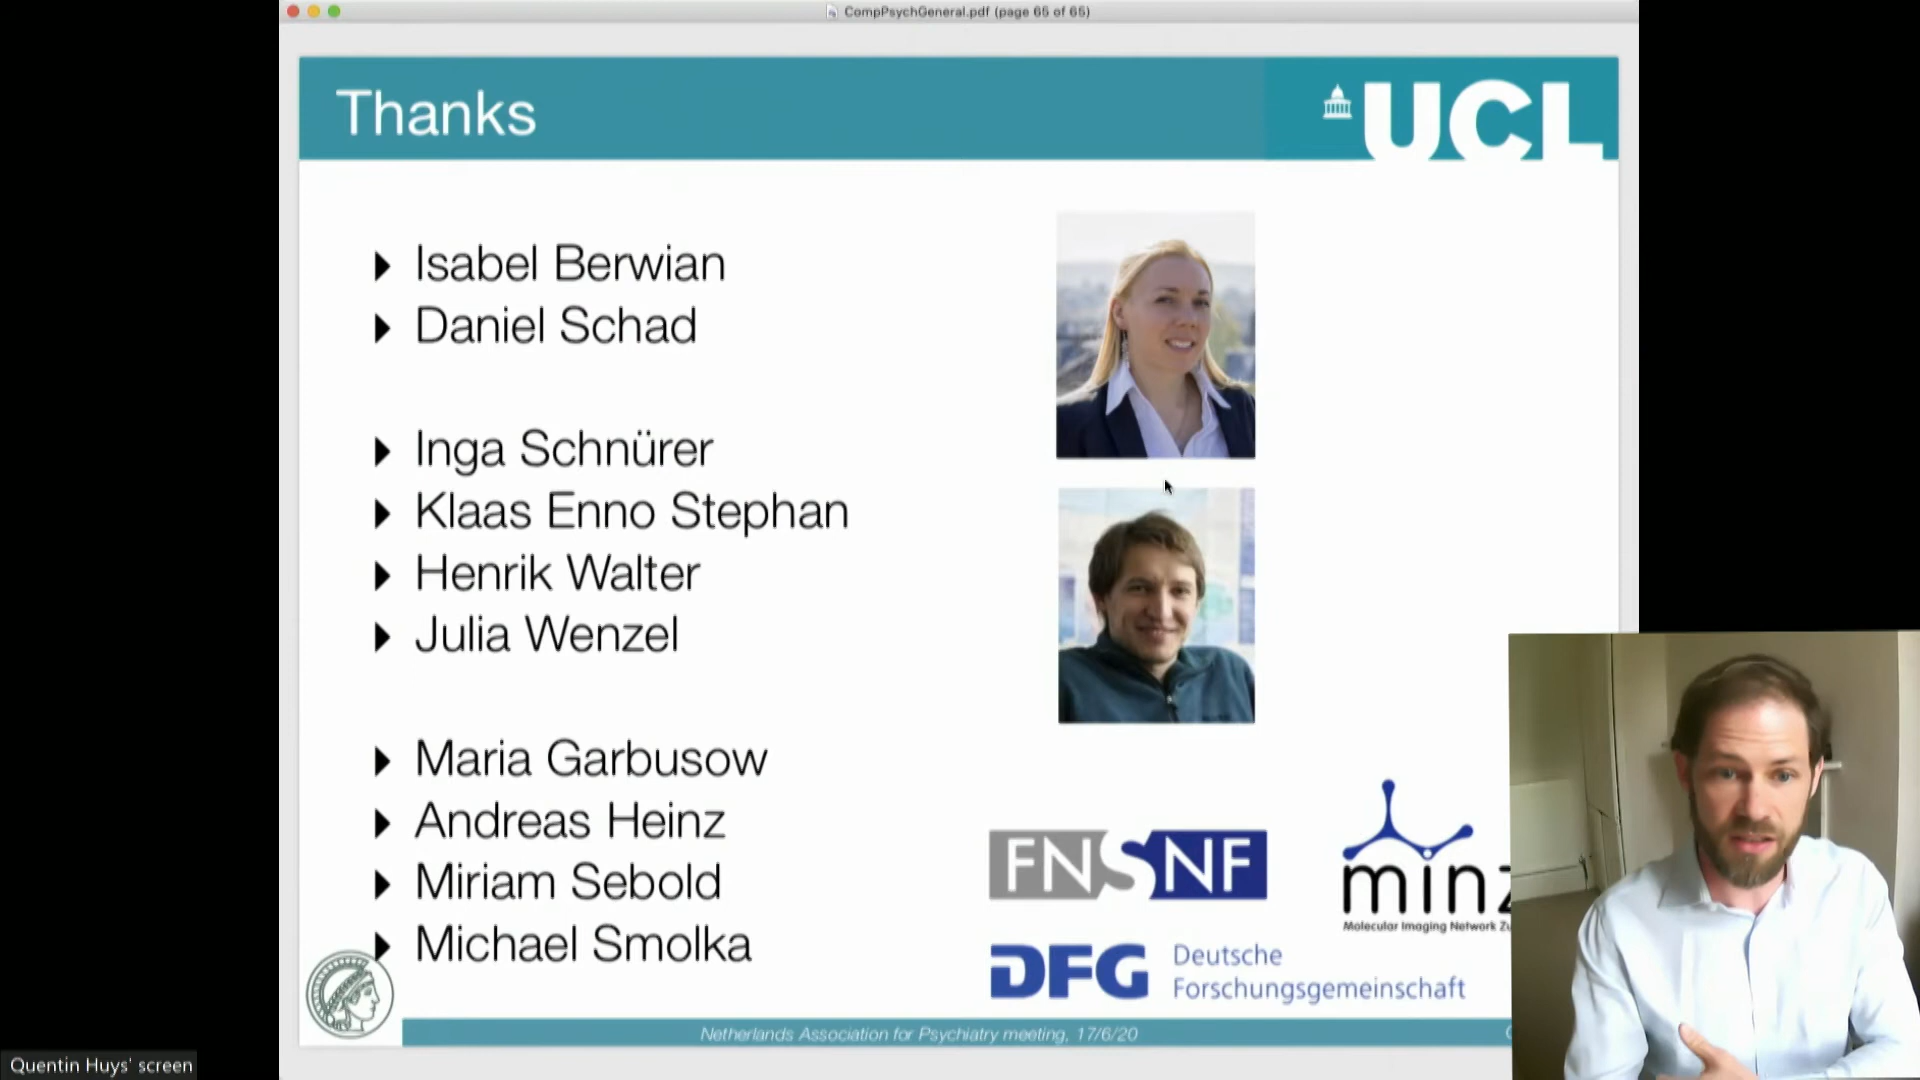 CompPsychGeneral.pdf (page 65 of 65)
Thanks
UCL
Isabel Berwian
Daniel Schad
Inga Schnürer
Klaas Enno Stephan
Henrik Walter
Julia Wenzel
Maria Garbusow
Andreas Heinz
Miriam Sebold
Michael Smolka
FNSNF
minz
Molecular Imaging Network Zu
DFG
Deutsche
Forschungsgemeinschaft
Netherlands Association for Psychiatry meeting, 17/6/20
Quentin Huys' screen